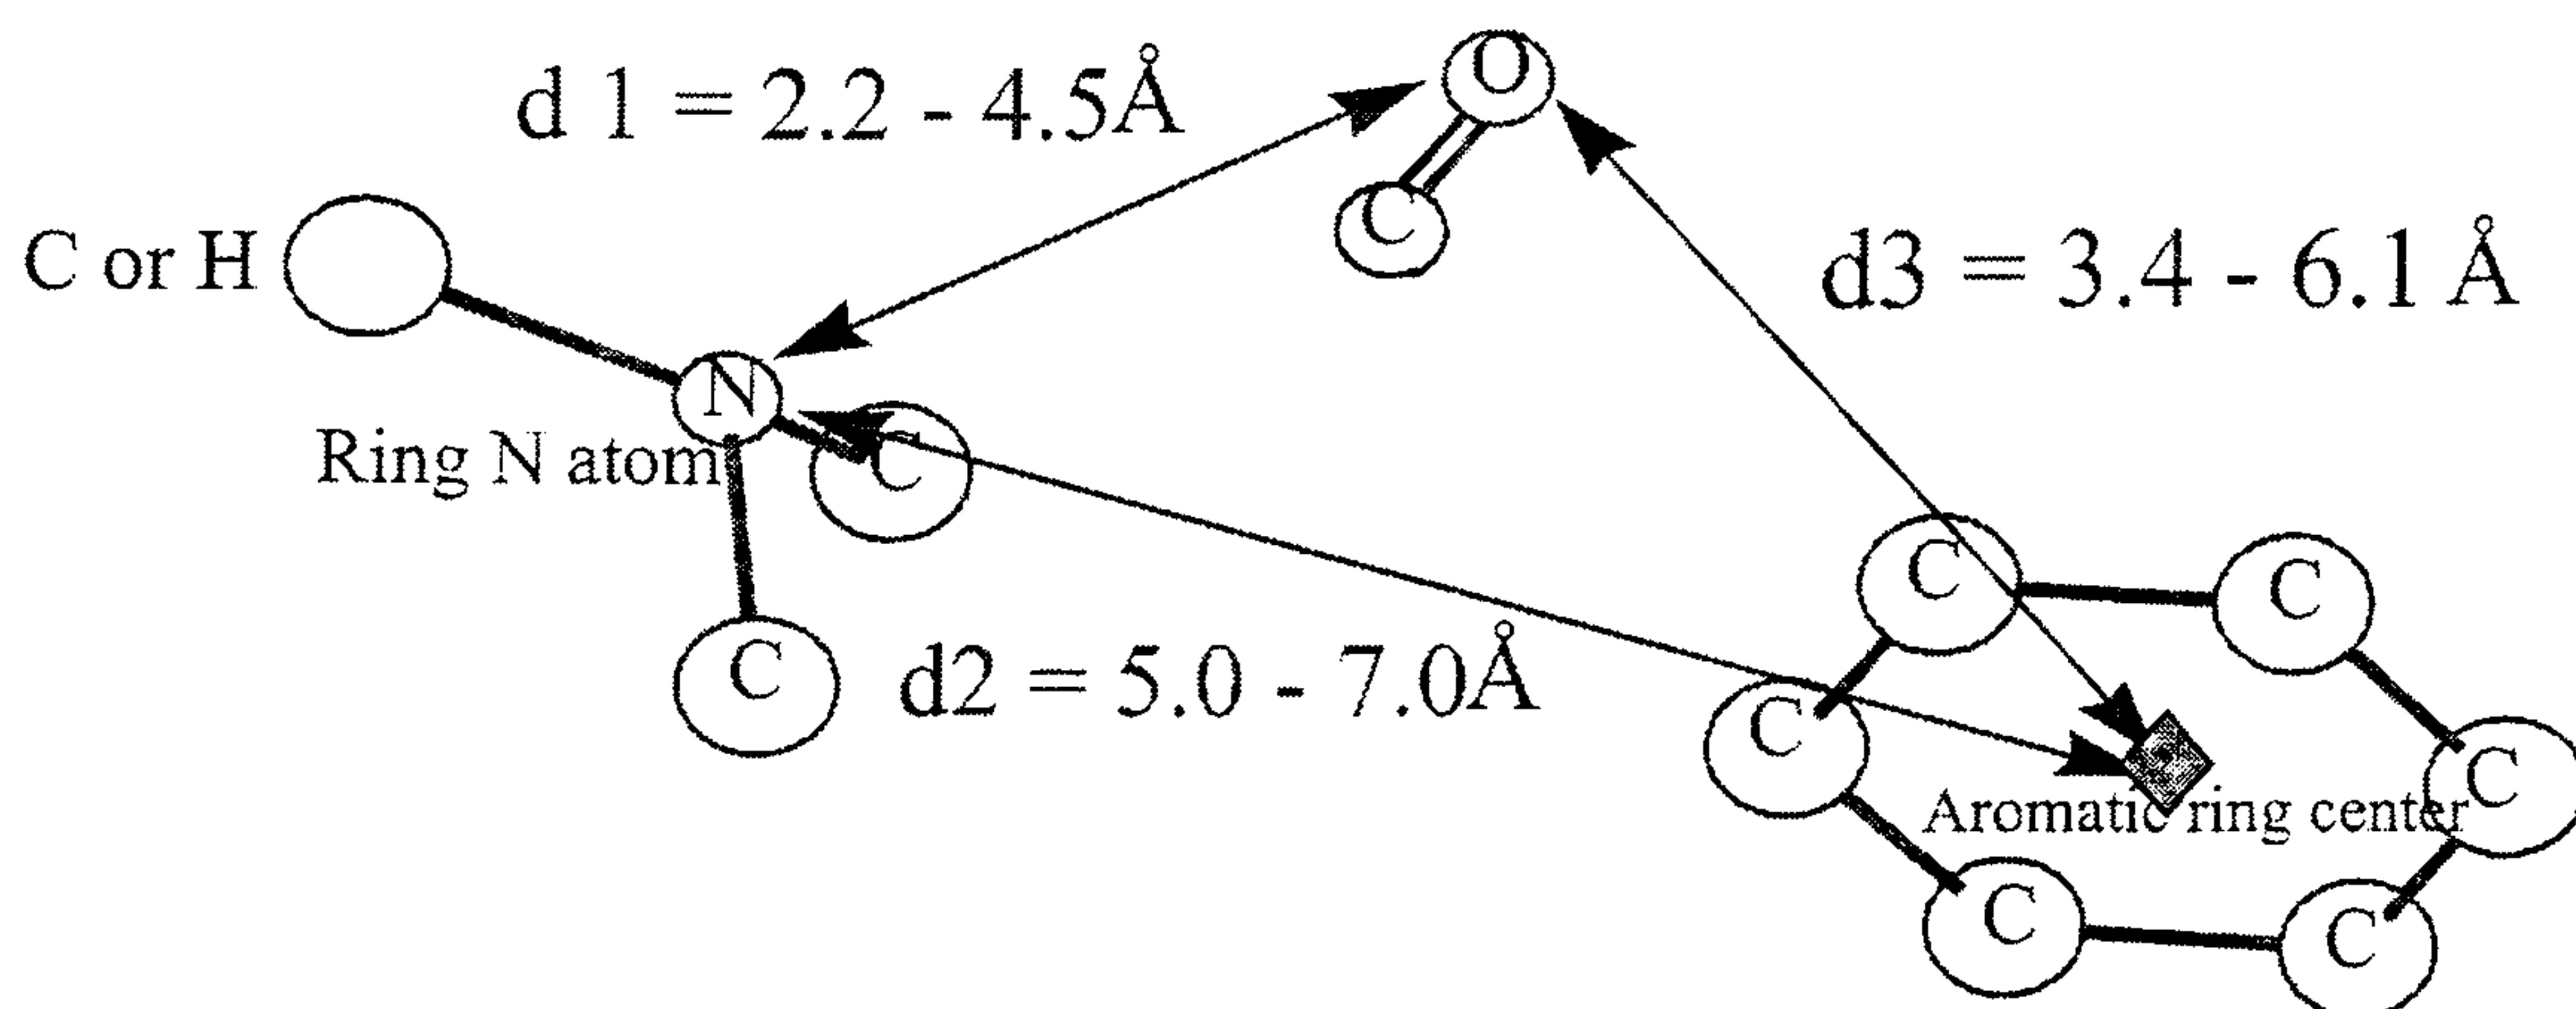 d 1 = 2.2 - 4.5Å
O
C
C or H
d3 = 3.4 - 6.1 Å
N
Ring N atom
C
C
d2 = 5.0 - 7.0Å
C
C
C
C
Aromatic ring center
C
C